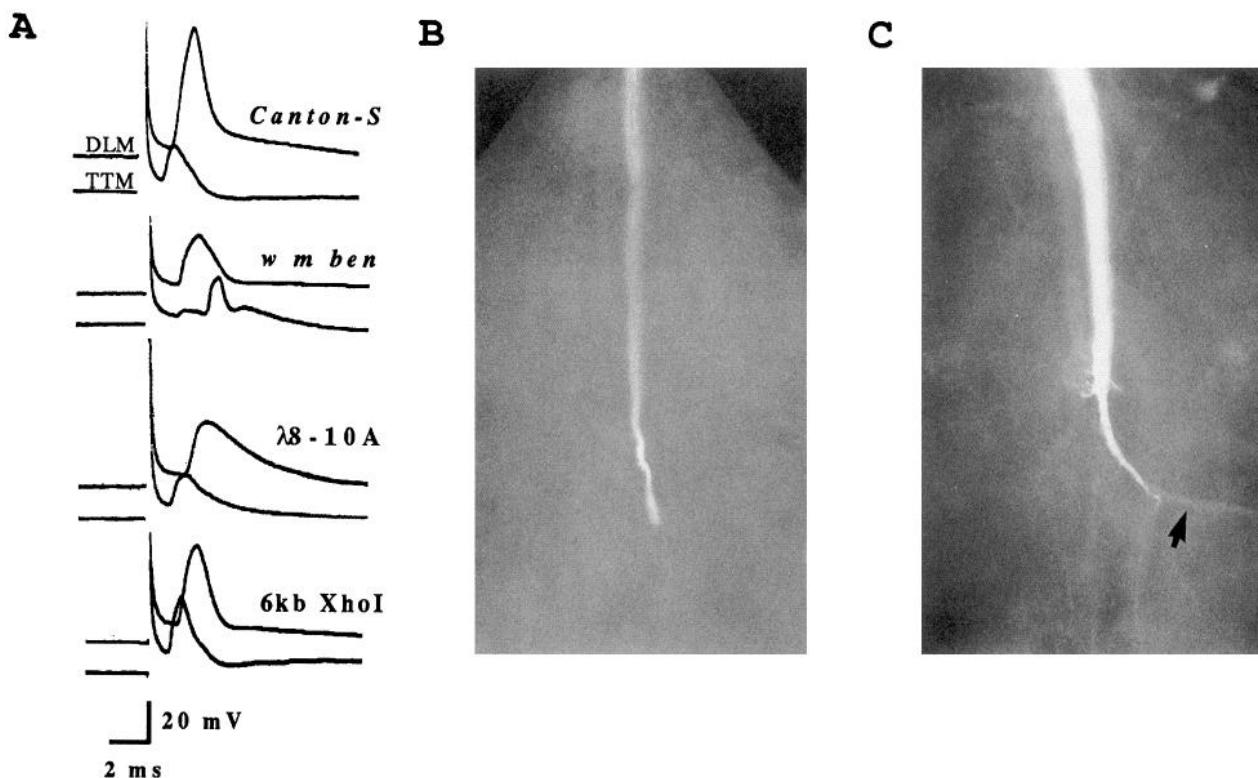 A
B
C
Canton-S
DLM
TTM
w m ben
λ8-10A
6kb XhoI
20 mV
2 ms